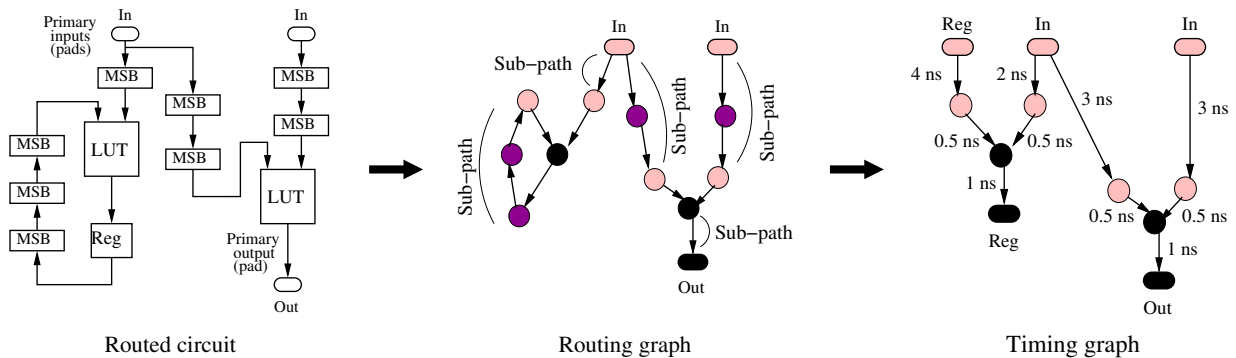 Primary
inputs
(pads)
In
In
MSB
MSB
MSB
MSB
MSB
MSB
MSB
MSB
LUT
LUT
Reg
Primary
output
(pad)
Out
Routed circuit
In
In
Sub-path
Sub-path
Sub-path
Sub-path
Sub-path
Out
Routing graph
Reg
In
In
4 ns
2 ns
3 ns
3 ns
0.5 ns
0.5 ns
1 ns
0.5 ns
0.5 ns
Reg
1 ns
Out
Timing graph